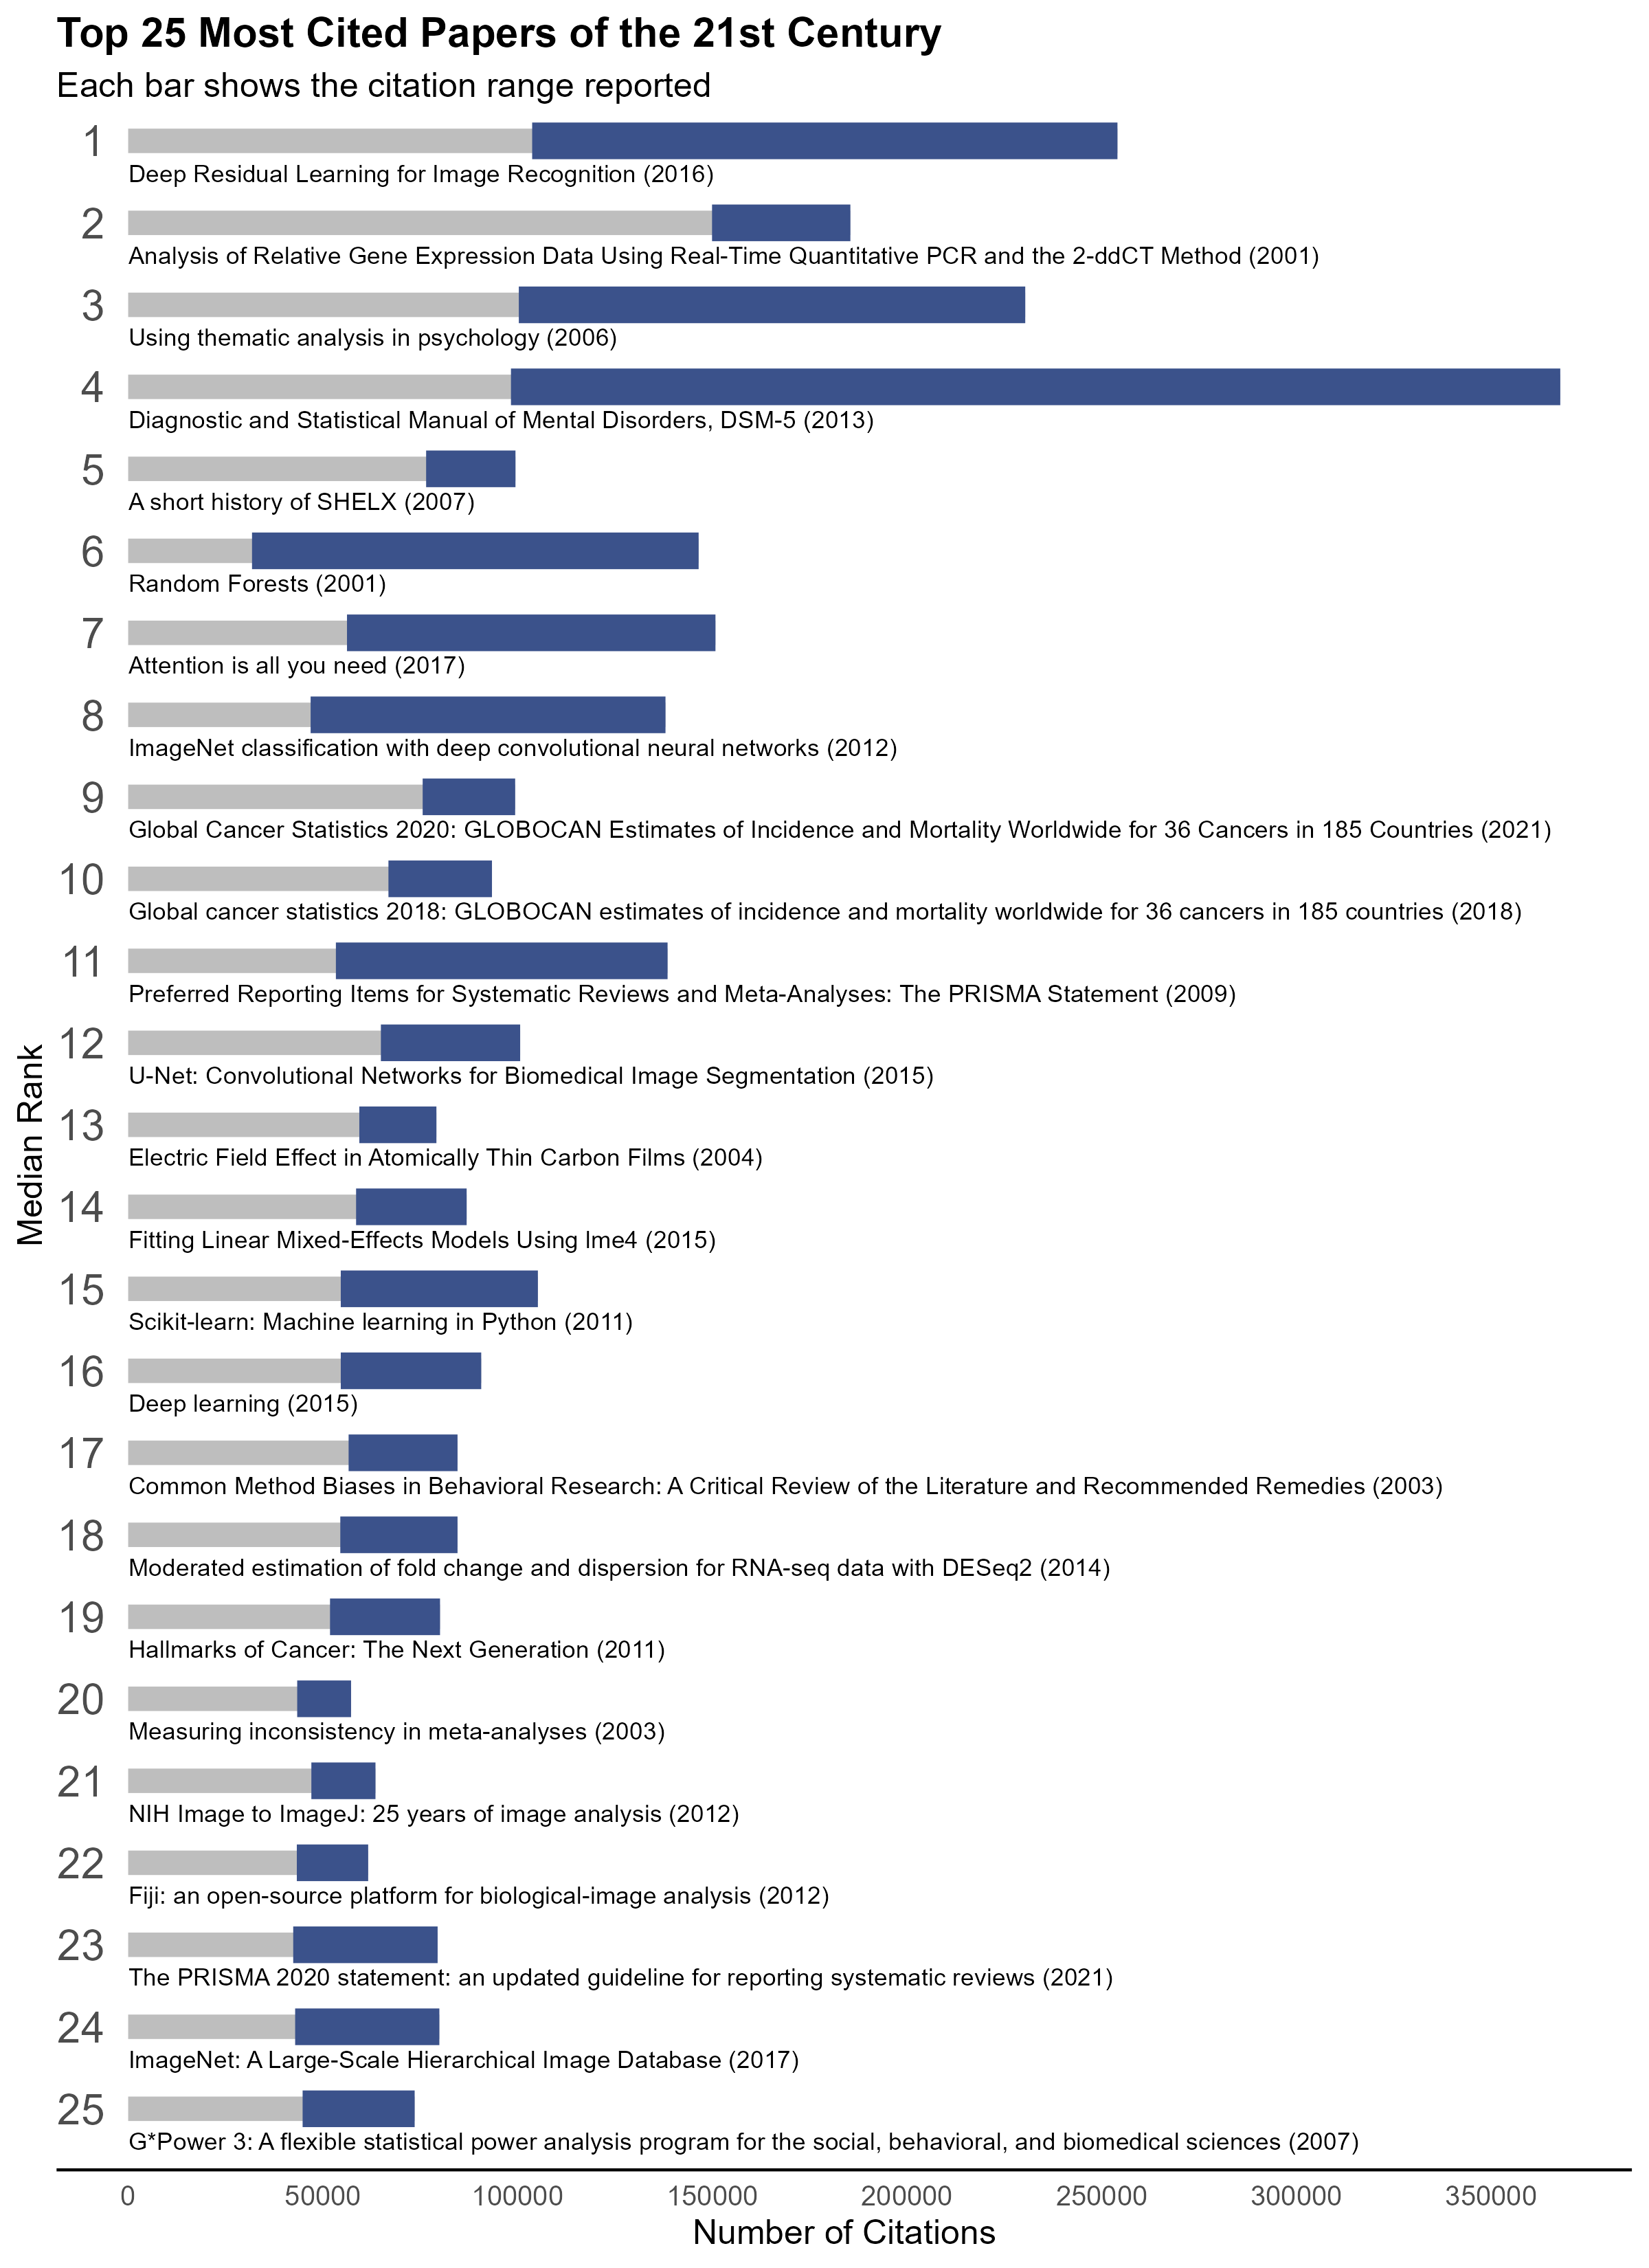 Top 25 Most Cited Papers of the 21st Century
Each bar shows the citation range reported
1
Deep Residual Learning for Image Recognition (2016)
2
Analysis of Relative Gene Expression Data Using Real-Time Quantitative PCR and the 2-ddCT Method (2001)
3
Using thematic analysis in psychology (2006)
4
Diagnostic and Statistical Manual of Mental Disorders, DSM-5 (2013)
5
A short history of SHELX (2007)
6
Random Forests (2001)
7
Attention is all you need (2017)
8
ImageNet classification with deep convolutional neural networks (2012)
9
Global Cancer Statistics 2020: GLOBOCAN Estimates of Incidence and Mortality Worldwide for 36 Cancers in 185 Countries (2021)
10
Global cancer statistics 2018: GLOBOCAN estimates of incidence and mortality worldwide for 36 cancers in 185 countries (2018)
11
Preferred Reporting Items for Systematic Reviews and Meta-Analyses: The PRISMA Statement (2009)
12
U-Net: Convolutional Networks for Biomedical Image Segmentation (2015)
13
Electric Field Effect in Atomically Thin Carbon Films (2004)
14
Fitting Linear Mixed-Effects Models Using lme4 (2015)
15
Scikit-learn: Machine learning in Python (2011)
16
Deep learning (2015)
17
Common Method Biases in Behavioral Research: A Critical Review of the Literature and Recommended Remedies (2003)
18
Moderated estimation of fold change and dispersion for RNA-seq data with DESeq2 (2014)
19
Hallmarks of Cancer: The Next Generation (2011)
20
Measuring inconsistency in meta-analyses (2003)
21
NIH Image to ImageJ: 25 years of image analysis (2012)
22
Fiji: an open-source platform for biological-image analysis (2012)
23
The PRISMA 2020 statement: an updated guideline for reporting systematic reviews (2021)
24
ImageNet: A Large-Scale Hierarchical Image Database (2017)
25
G*Power 3: A flexible statistical power analysis program for the social, behavioral, and biomedical sciences (2007)
Median Rank
0 50000 100000 150000 200000 250000 300000 350000
Number of Citations